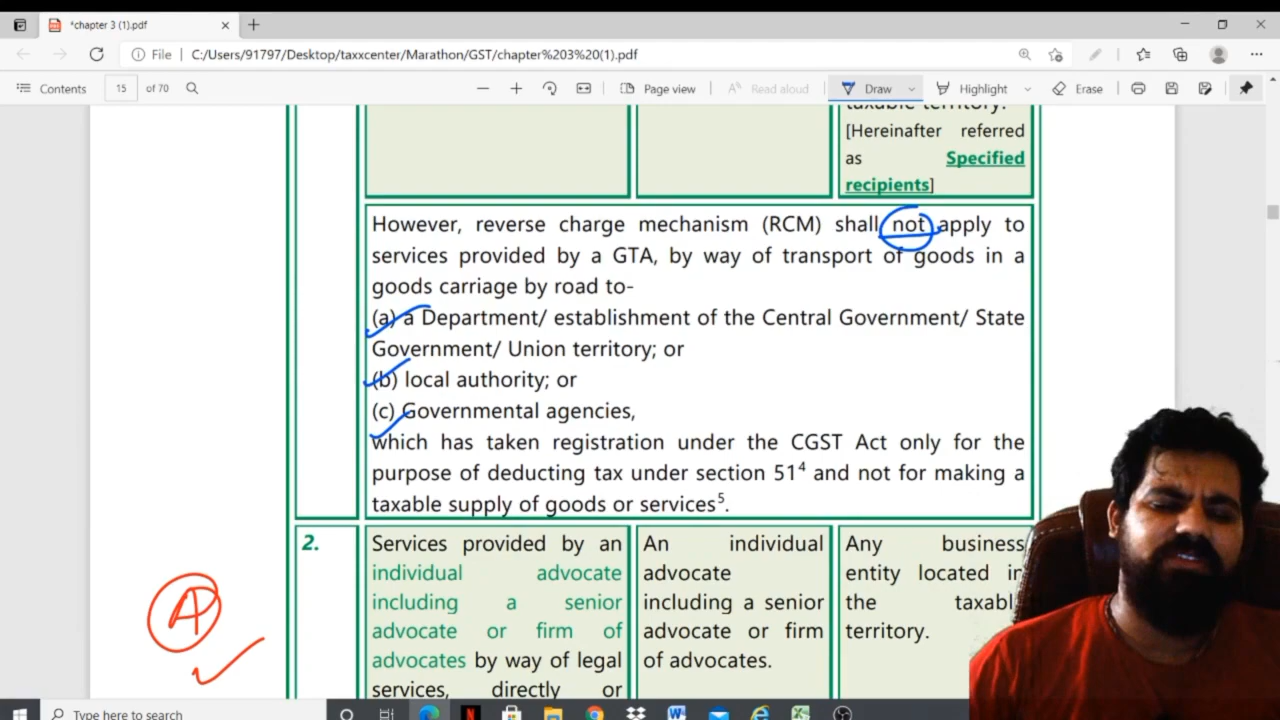 *chapter 3 (1).pdf
File
C:/Users/91797/Desktop/taxxcenter/Marathon/GST/chapter%203%20(1).pdf
Contents
15
of 70
Page view
Read aloud
Draw
Highlight
Erase
taxable territory.
[Hereinafter referred
as Specified
recipients]
However, reverse charge mechanism (RCM) shall not apply to
services provided by a GTA, by way of transport of goods in a
goods carriage by road to-
(a) a Department/ establishment of the Central Government/ State
Government/ Union territory; or
(b) local authority; or
(c) Governmental agencies,
which has taken registration under the CGST Act only for the
purpose of deducting tax under section 51⁴ and not for making a
taxable supply of goods or services⁵.
2.
Services provided by an
individual advocate
including a senior
advocate or firm of
advocates by way of legal
services, directly or
An individual
advocate
including a senior
advocate or firm
of advocates.
Any business
entity located in
the taxabl
territory.
Type here to search